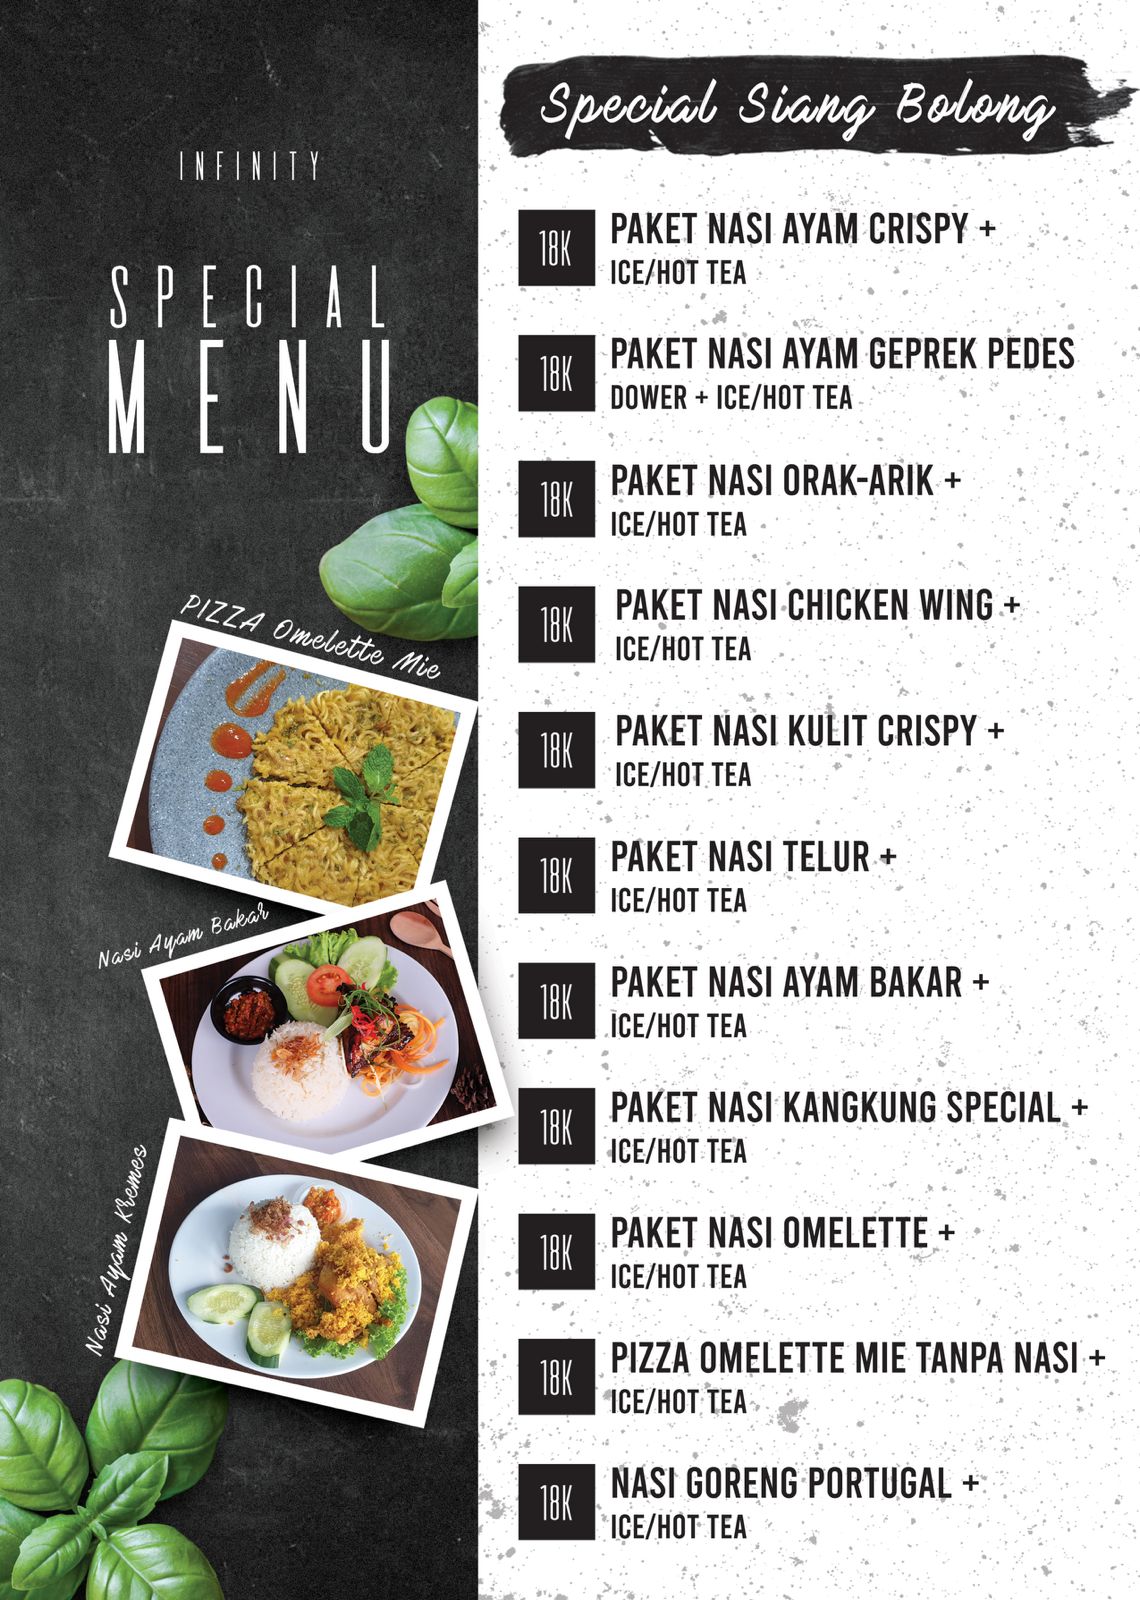 INFINITY
SPECIAL
MENU
PIZZA Omelette Mie
Nasi Ayam Bakar
Nasi Ayam Kremes
Special Siang Bolong
18K
PAKET NASI AYAM CRISPY +
ICE/HOT TEA
18K
PAKET NASI AYAM GEPREK PEDES
DOWER + ICE/HOT TEA
18K
PAKET NASI ORAK-ARIK +
ICE/HOT TEA
18K
PAKET NASI CHICKEN WING +
ICE/HOT TEA
18K
PAKET NASI KULIT CRISPY +
ICE/HOT TEA
18K
PAKET NASI TELUR +
ICE/HOT TEA
18K
PAKET NASI AYAM BAKAR +
ICE/HOT TEA
18K
PAKET NASI KANGKUNG SPECIAL +
ICE/HOT TEA
18K
PAKET NASI OMELETTE +
ICE/HOT TEA
18K
PIZZA OMELETTE MIE TANPA NASI +
ICE/HOT TEA
18K
NASI GORENG PORTUGAL +
ICE/HOT TEA